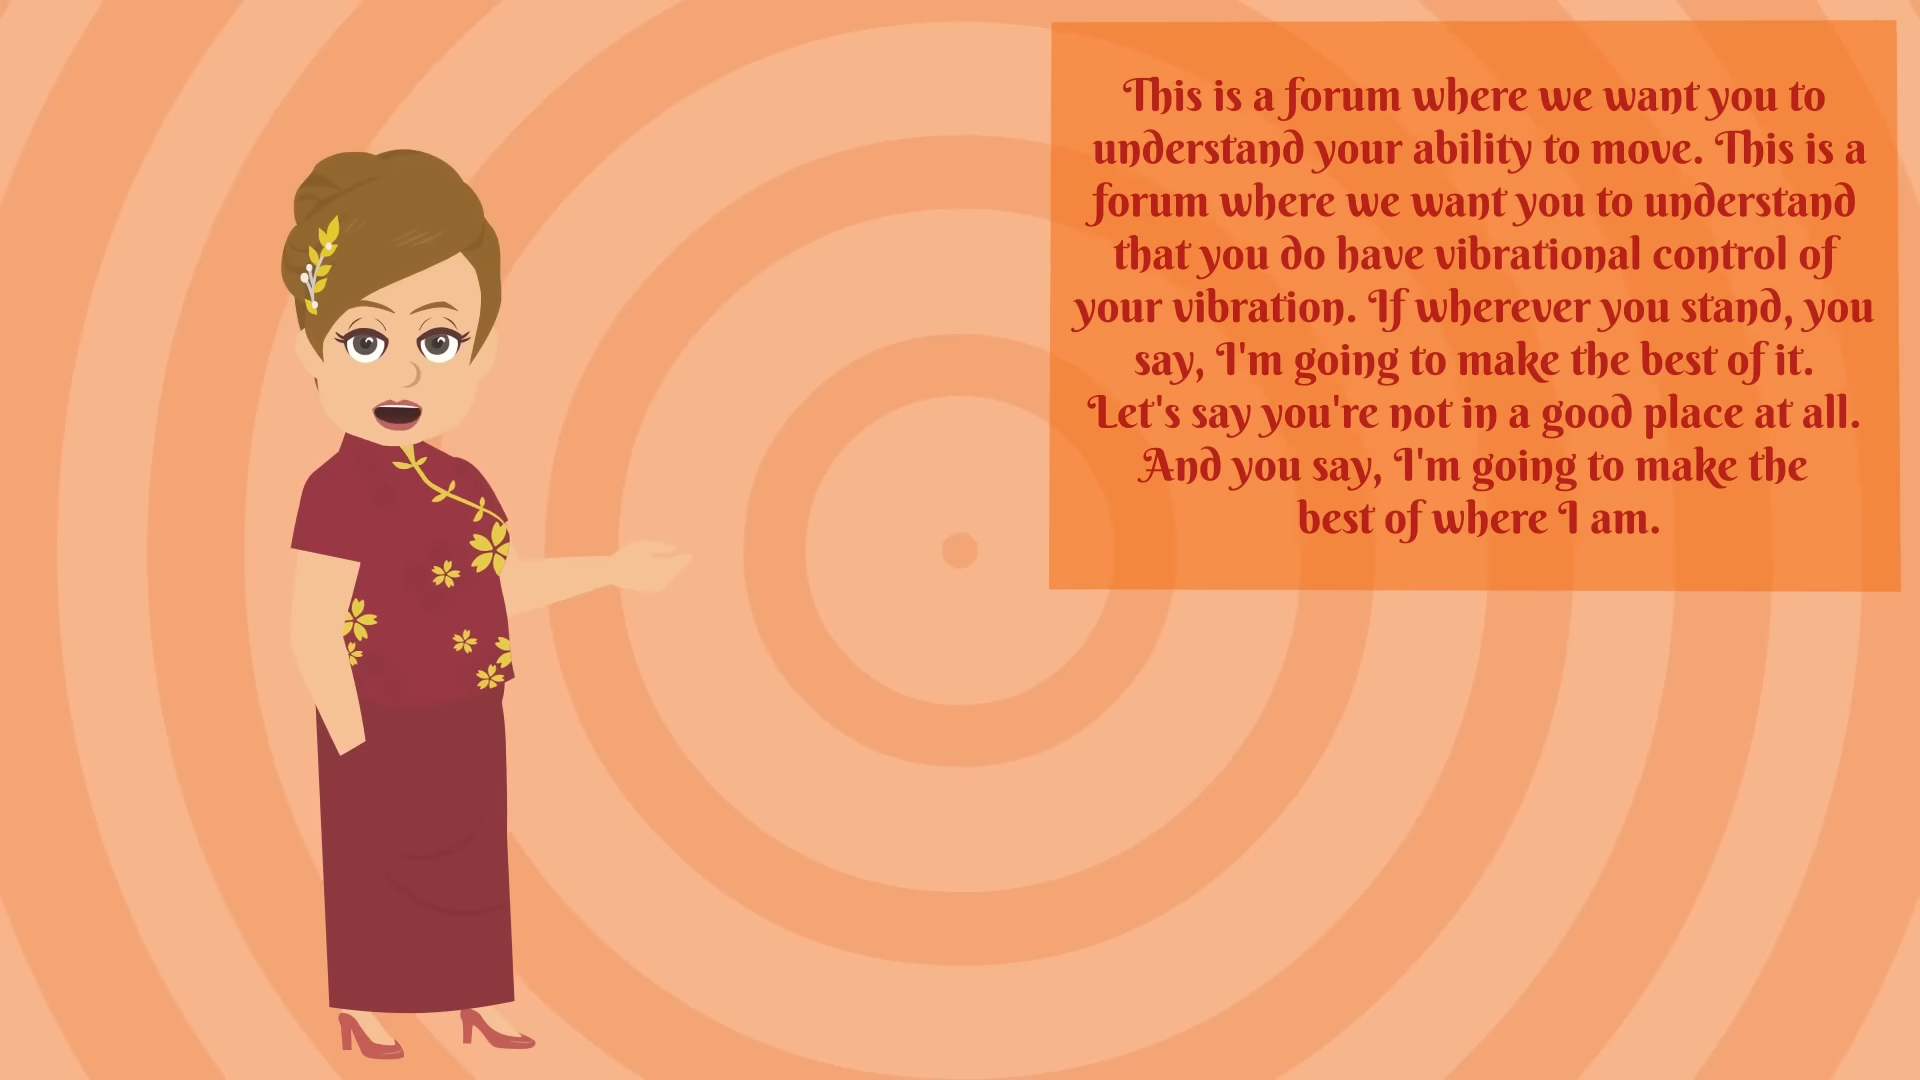 This is a forum where we want you to
understand your ability to move. This is a
forum where we want you to understand
that you do have vibrational control of
your vibration. If wherever you stand, you
say, I'm going to make the best of it.
Let's say you're not in a good place at all.
And you say, I'm going to make the
best of where I am.